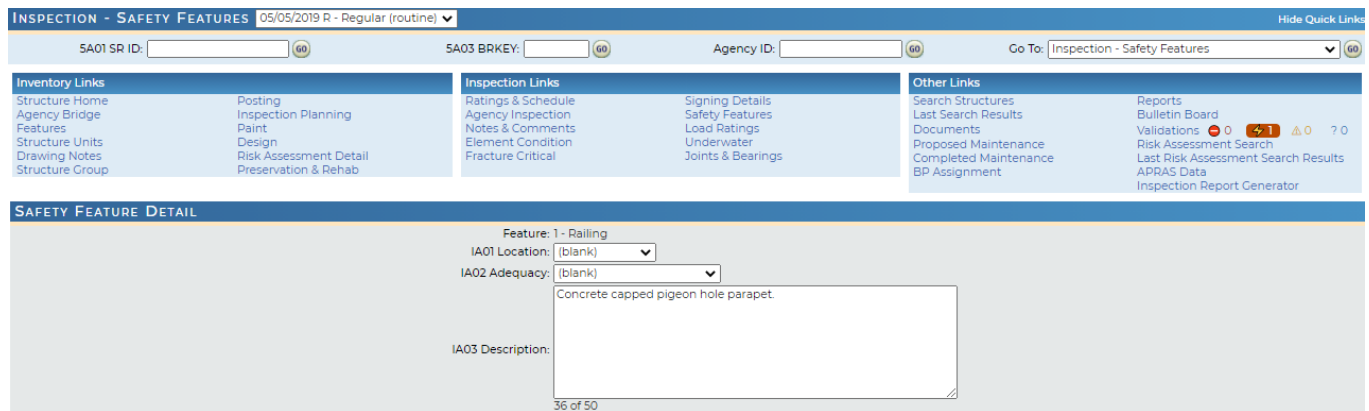 INSPECTION - SAFETY FEATURES 05/05/2019 R - Regular (routine) Hide Quick Links
5A01 SR ID: GO 5A03 BRKEY: GO Agency ID: GO Go To: Inspection - Safety Features GO
Inventory Links Inspection Links Other Links
Structure Home Posting Ratings & Schedule Signing Details Search Structures Reports
Agency Bridge Inspection Planning Agency Inspection Safety Features Last Search Results Bulletin Board
Features Paint Notes & Comments Load Ratings Documents Validations 0 1 0 ? 0
Structure Units Design Element Condition Underwater Proposed Maintenance Risk Assessment Search
Drawing Notes Risk Assessment Detail Fracture Critical Joints & Bearings Completed Maintenance Last Risk Assessment Search Results
Structure Group Preservation & Rehab BP Assignment APRAS Data
Inspection Report Generator
SAFETY FEATURE DETAIL
Feature: 1 - Railing
IA01 Location: (blank)
IA02 Adequacy: (blank)
Concrete capped pigeon hole parapet.
IA03 Description:
36 of 50